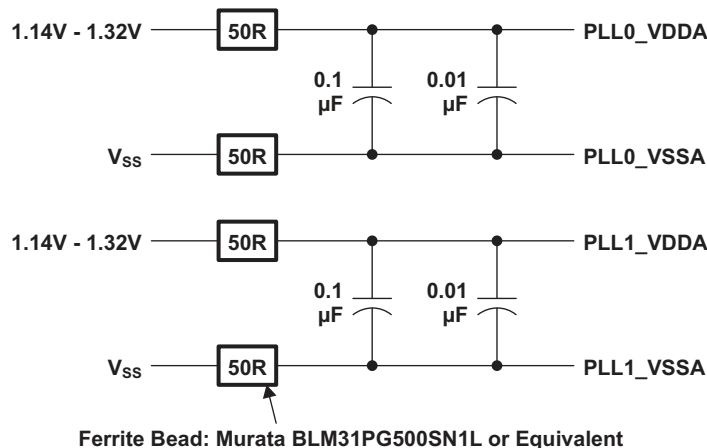 1.14V - 1.32V 50R PLL0_VDDA
0.1 0.01
µF µF
VSS 50R PLL0_VSSA
1.14V - 1.32V 50R PLL1_VDDA
0.1 0.01
µF µF
VSS 50R PLL1_VSSA
Ferrite Bead: Murata BLM31PG500SN1L or Equivalent